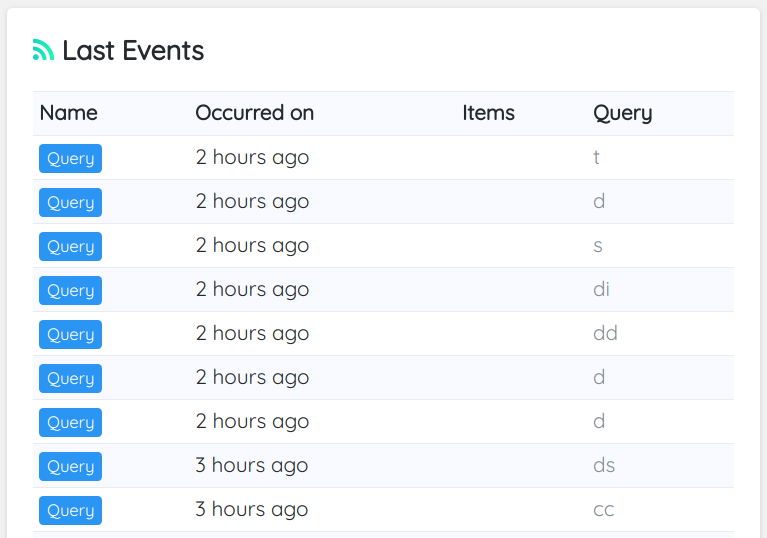 Last Events
Name Occurred on Items Query
Query 2 hours ago t
Query 2 hours ago d
Query 2 hours ago s
Query 2 hours ago di
Query 2 hours ago dd
Query 2 hours ago d
Query 2 hours ago d
Query 3 hours ago ds
Query 3 hours ago cc